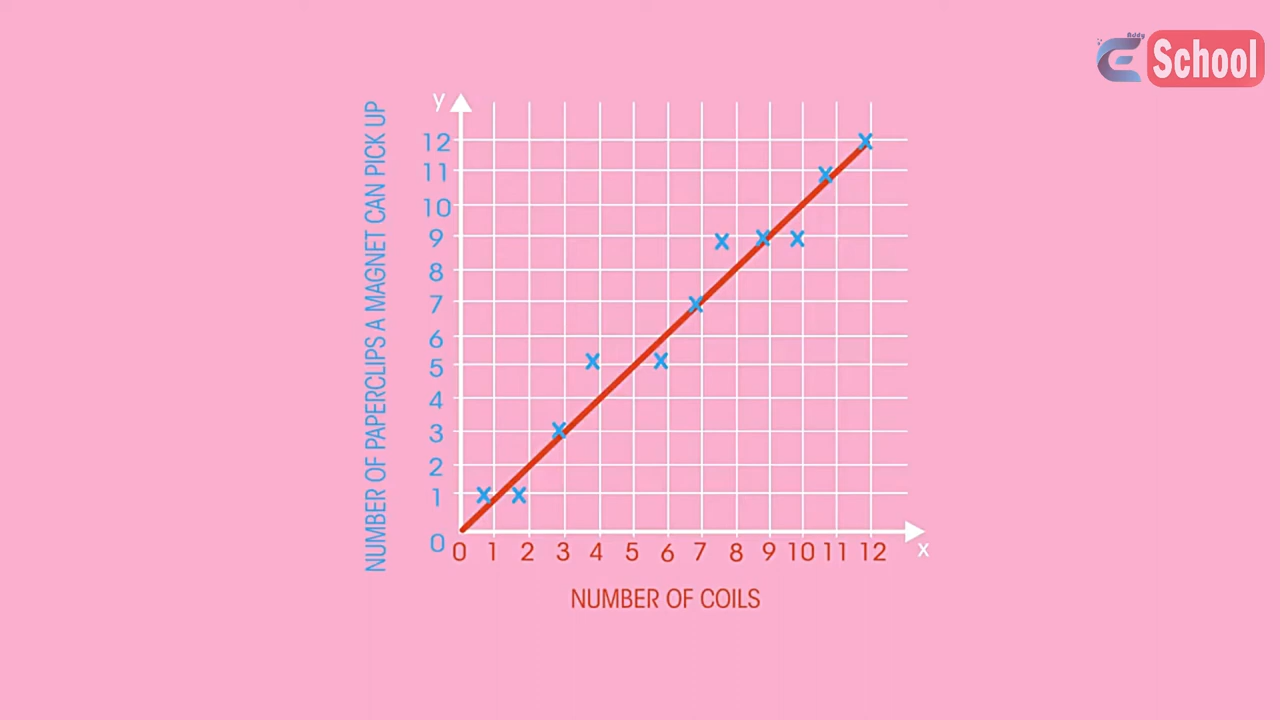 Addy
E School
y
NUMBER OF PAPERCLIPS A MAGNET CAN PICK UP
12
11
10
9
8
7
6
5
4
3
2
1
0
0 1 2 3 4 5 6 7 8 9 10 11 12
x
NUMBER OF COILS